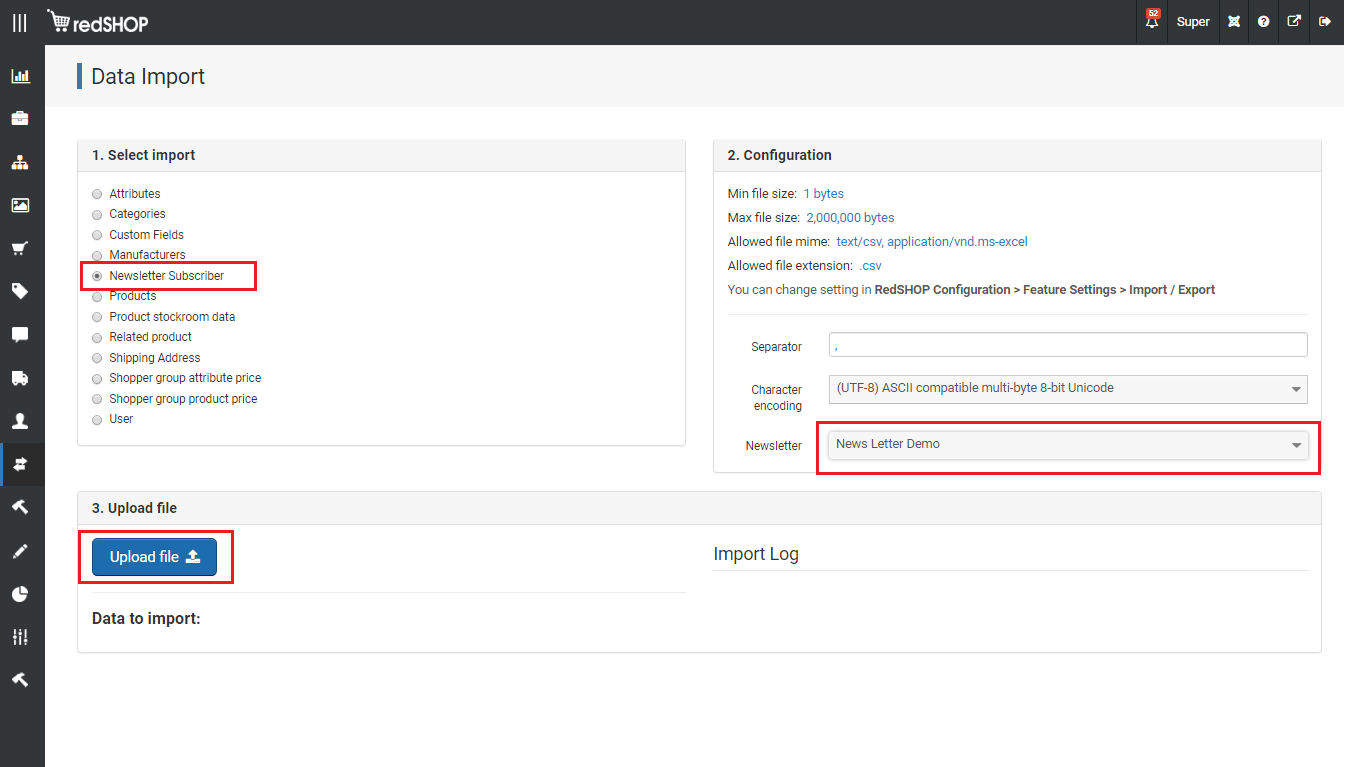 redSHOP
52
Super
Data Import
1. Select import
Attributes
Categories
Custom Fields
Manufacturers
Newsletter Subscriber
Products
Product stockroom data
Related product
Shipping Address
Shopper group attribute price
Shopper group product price
User
2. Configuration
Min file size: 1 bytes
Max file size: 2,000,000 bytes
Allowed file mime: text/csv, application/vnd.ms-excel
Allowed file extension: .csv
You can change setting in RedSHOP Configuration > Feature Settings > Import / Export
Separator ,
Character encoding
(UTF-8) ASCII compatible multi-byte 8-bit Unicode
Newsletter News Letter Demo
3. Upload file
Upload file
Data to import:
Import Log